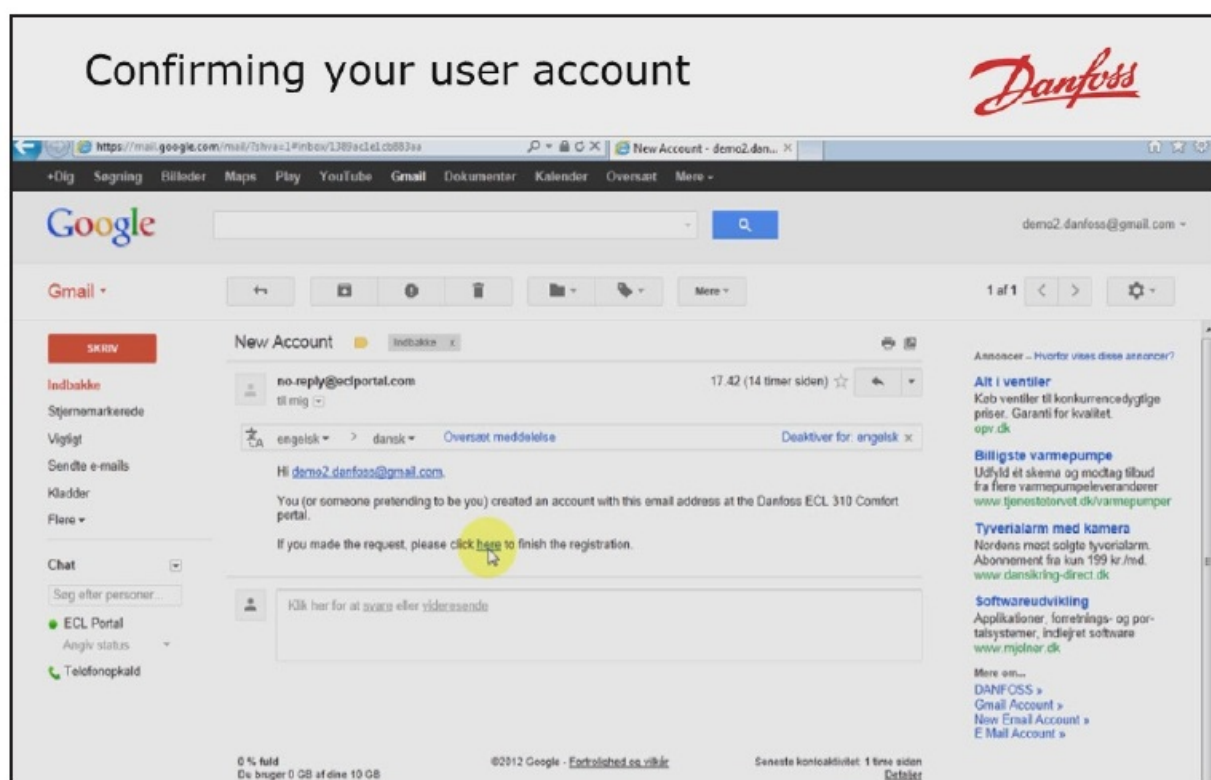 Confirming your user account
Danfoss
https://mail.google.com/mail/?shva=1#inbox/
New Account - demo2.dan...
+Dig Søgning Billeder Maps Play YouTube Gmail Dokumenter Kalender Oversæt Mere
Google
demo2.danfoss@gmail.com
Gmail
Mere
1 af 1
SKRIV
New Account
Indbakke x
Annoncer – Hvorfor vises disse annoncer?
Indbakke
Stjernemarkerede
Vigtigt
Sendte e-mails
Kladder
Flere
no-reply@eclportal.com
17.42 (14 timer siden)
til mig
engelsk > dansk Oversæt meddelelse
Deaktiver for: engelsk x
Hi demo2.danfoss@gmail.com,
You (or someone pretending to be you) created an account with this email address at the Danfoss ECL 310 Comfort
portal.
If you made the request, please click here to finish the registration.
Alt i ventiler
Køb ventiler til konkurrencedygtige
priser. Garanti for kvalitet.
opv.dk
Billigste varmepumpe
Udfyld ét skema og modtag tilbud
fra flere varmepumpeleverandører
www.tjenestetorvet.dk/varmepumper
Tyverialarm med kamera
Nordens mest solgte tyverialarm.
Abonnement fra kun 199 kr./md.
www.dansikring-direct.dk
Softwareudvikling
Applikationer, forretnings- og por-
talsystemer, indlejret software
www.mjolner.dk
Mere om...
DANFOSS »
Gmail Account »
New Email Account »
E Mail Account »
Chat
Søg efter personer...
ECL Portal
Angiv status
Telefonopkald
Klik her for at svare eller videresende
0 % fuld
Du bruger 0 GB af dine 10 GB
©2012 Google - Fortrolighed og vilkår
Seneste kontoaktivitet: 1 time siden
Detaljer